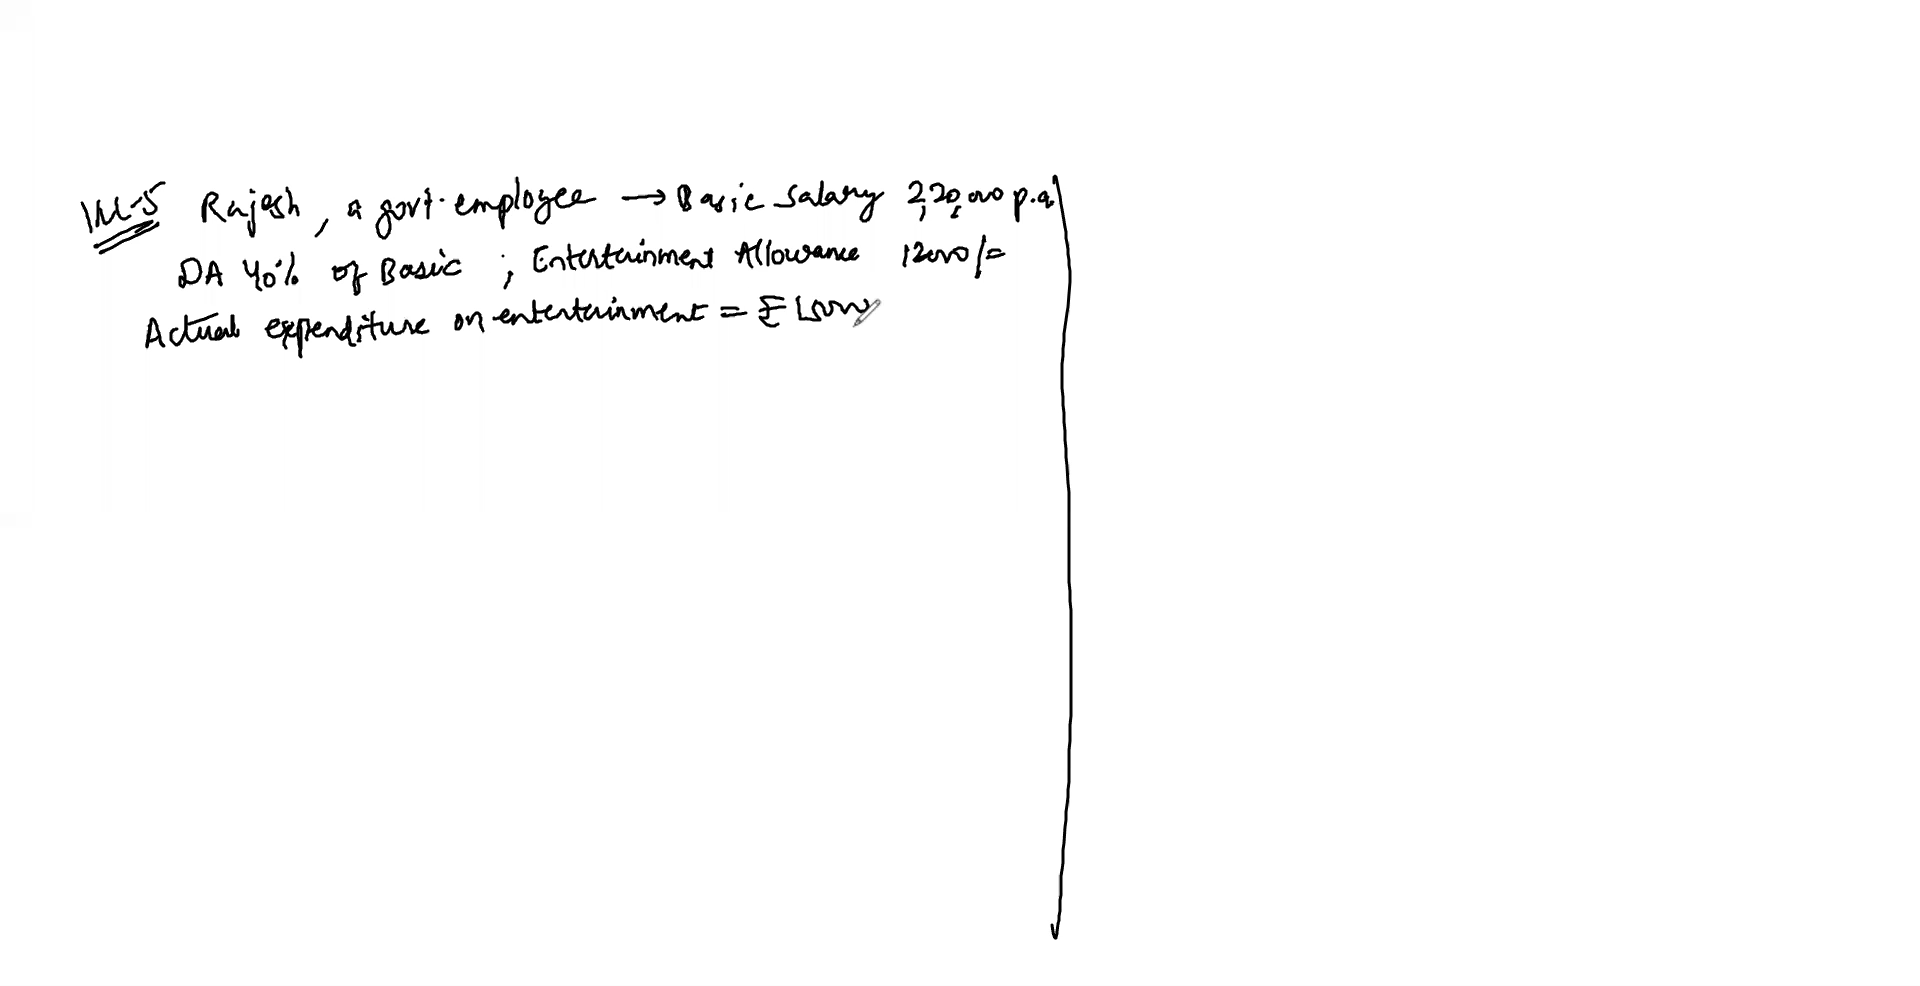 Ill-5 Rajesh, a govt. employee → Basic Salary 2,20,000 p.a
DA 40% of Basic ; Entertainment Allowance 12000/=
Actual expenditure on entertainment = ₹